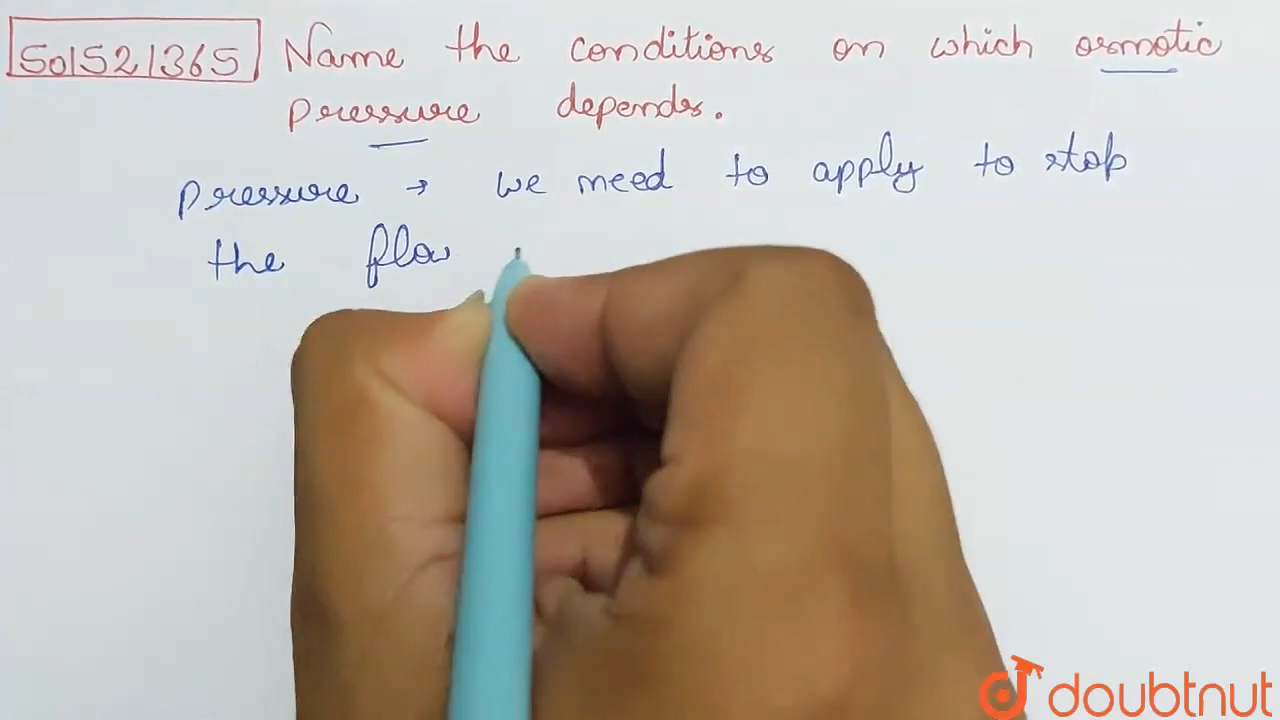 501521365 Name the conditions on which osmotic
pressure depends.
pressure → we need to apply to stop
the flow
doubtnut